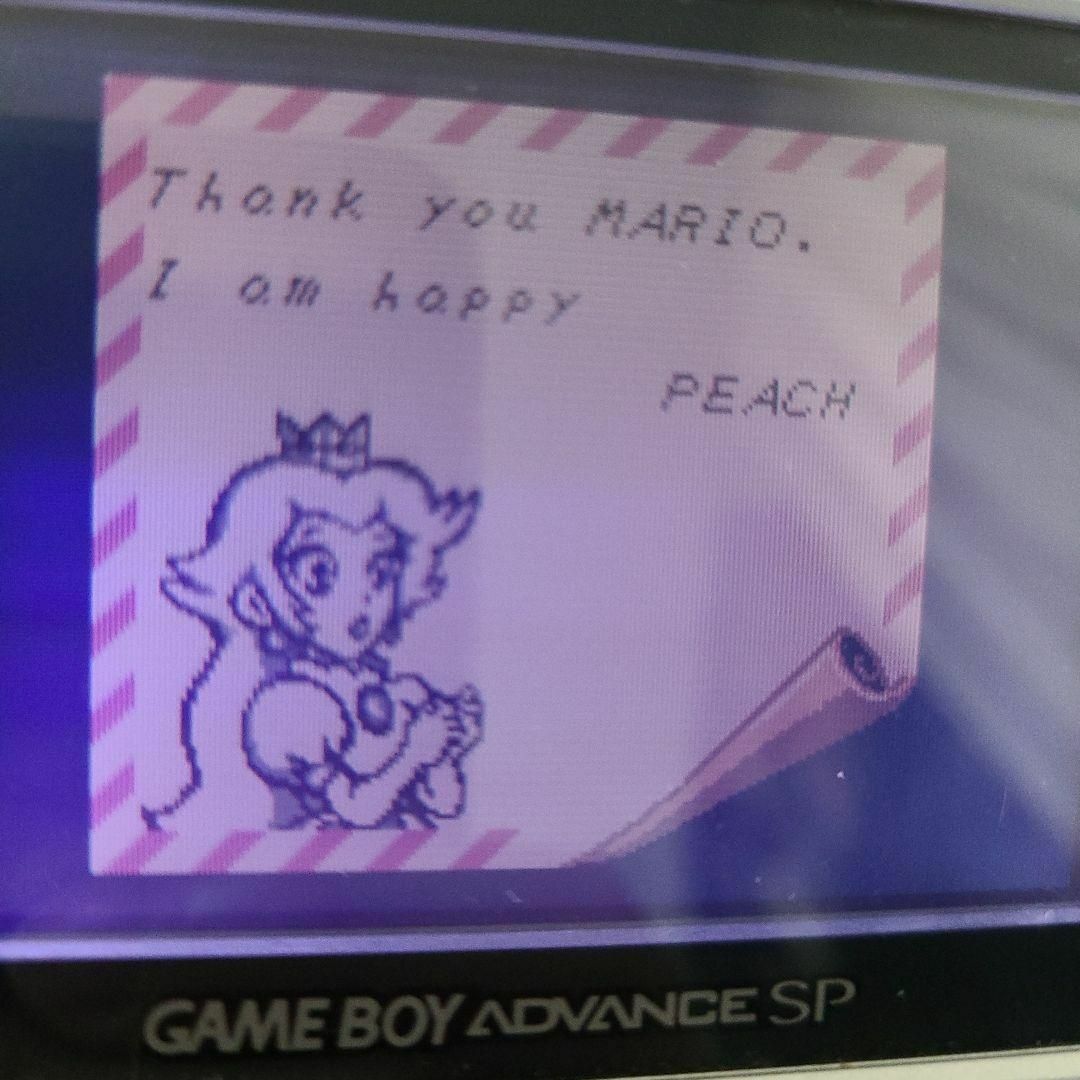 Thank you MARIO.
I am happy
PEACH
GAME BOY ADVANCE SP